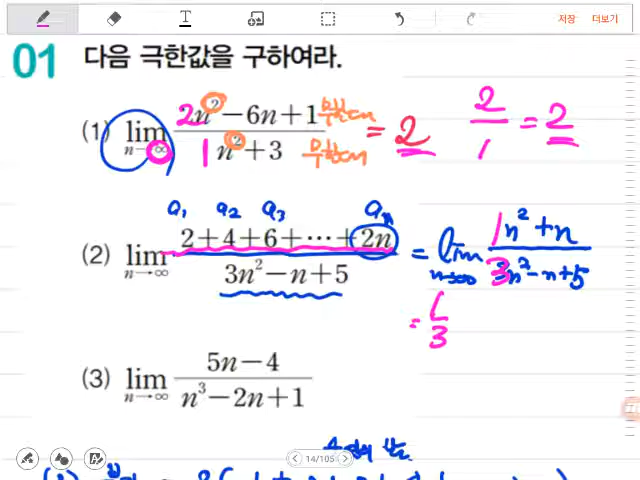 저장 더보기
01 다음 극한값을 구하여라.
(1) lim n→∞ (2n² − 6n + 1)/(1n² + 3) = 2 2/1 = 2
무한대
무한대
a₁ a₂ a₃ aₙ
(2) lim n→∞ (2 + 4 + 6 + ⋯ + 2n)/(3n² − n + 5) = lim n→∞ (1n² + n)/(3n² − n + 5)
= 1/3
(3) lim n→∞ (5n − 4)/(n³ − 2n + 1)
14/105